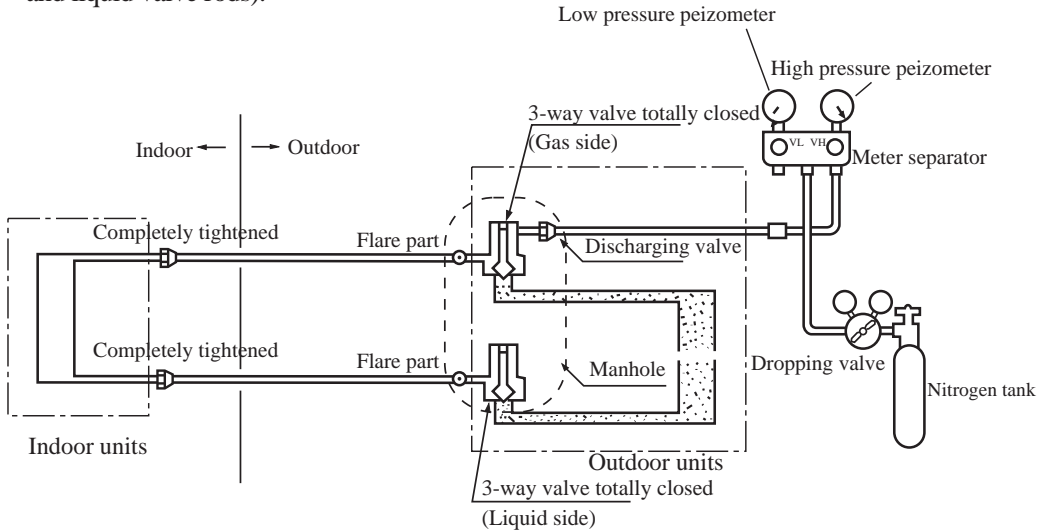 and liquid valve rods).
Low pressure peizometer
High pressure peizometer
3-way valve totally closed
(Gas side)
VL VH
Meter separator
Indoor
Outdoor
Completely tightened
Flare part
Discharging valve
Completely tightened
Flare part
Manhole
Dropping valve
Nitrogen tank
Indoor units
Outdoor units
3-way valve totally closed
(Liquid side)